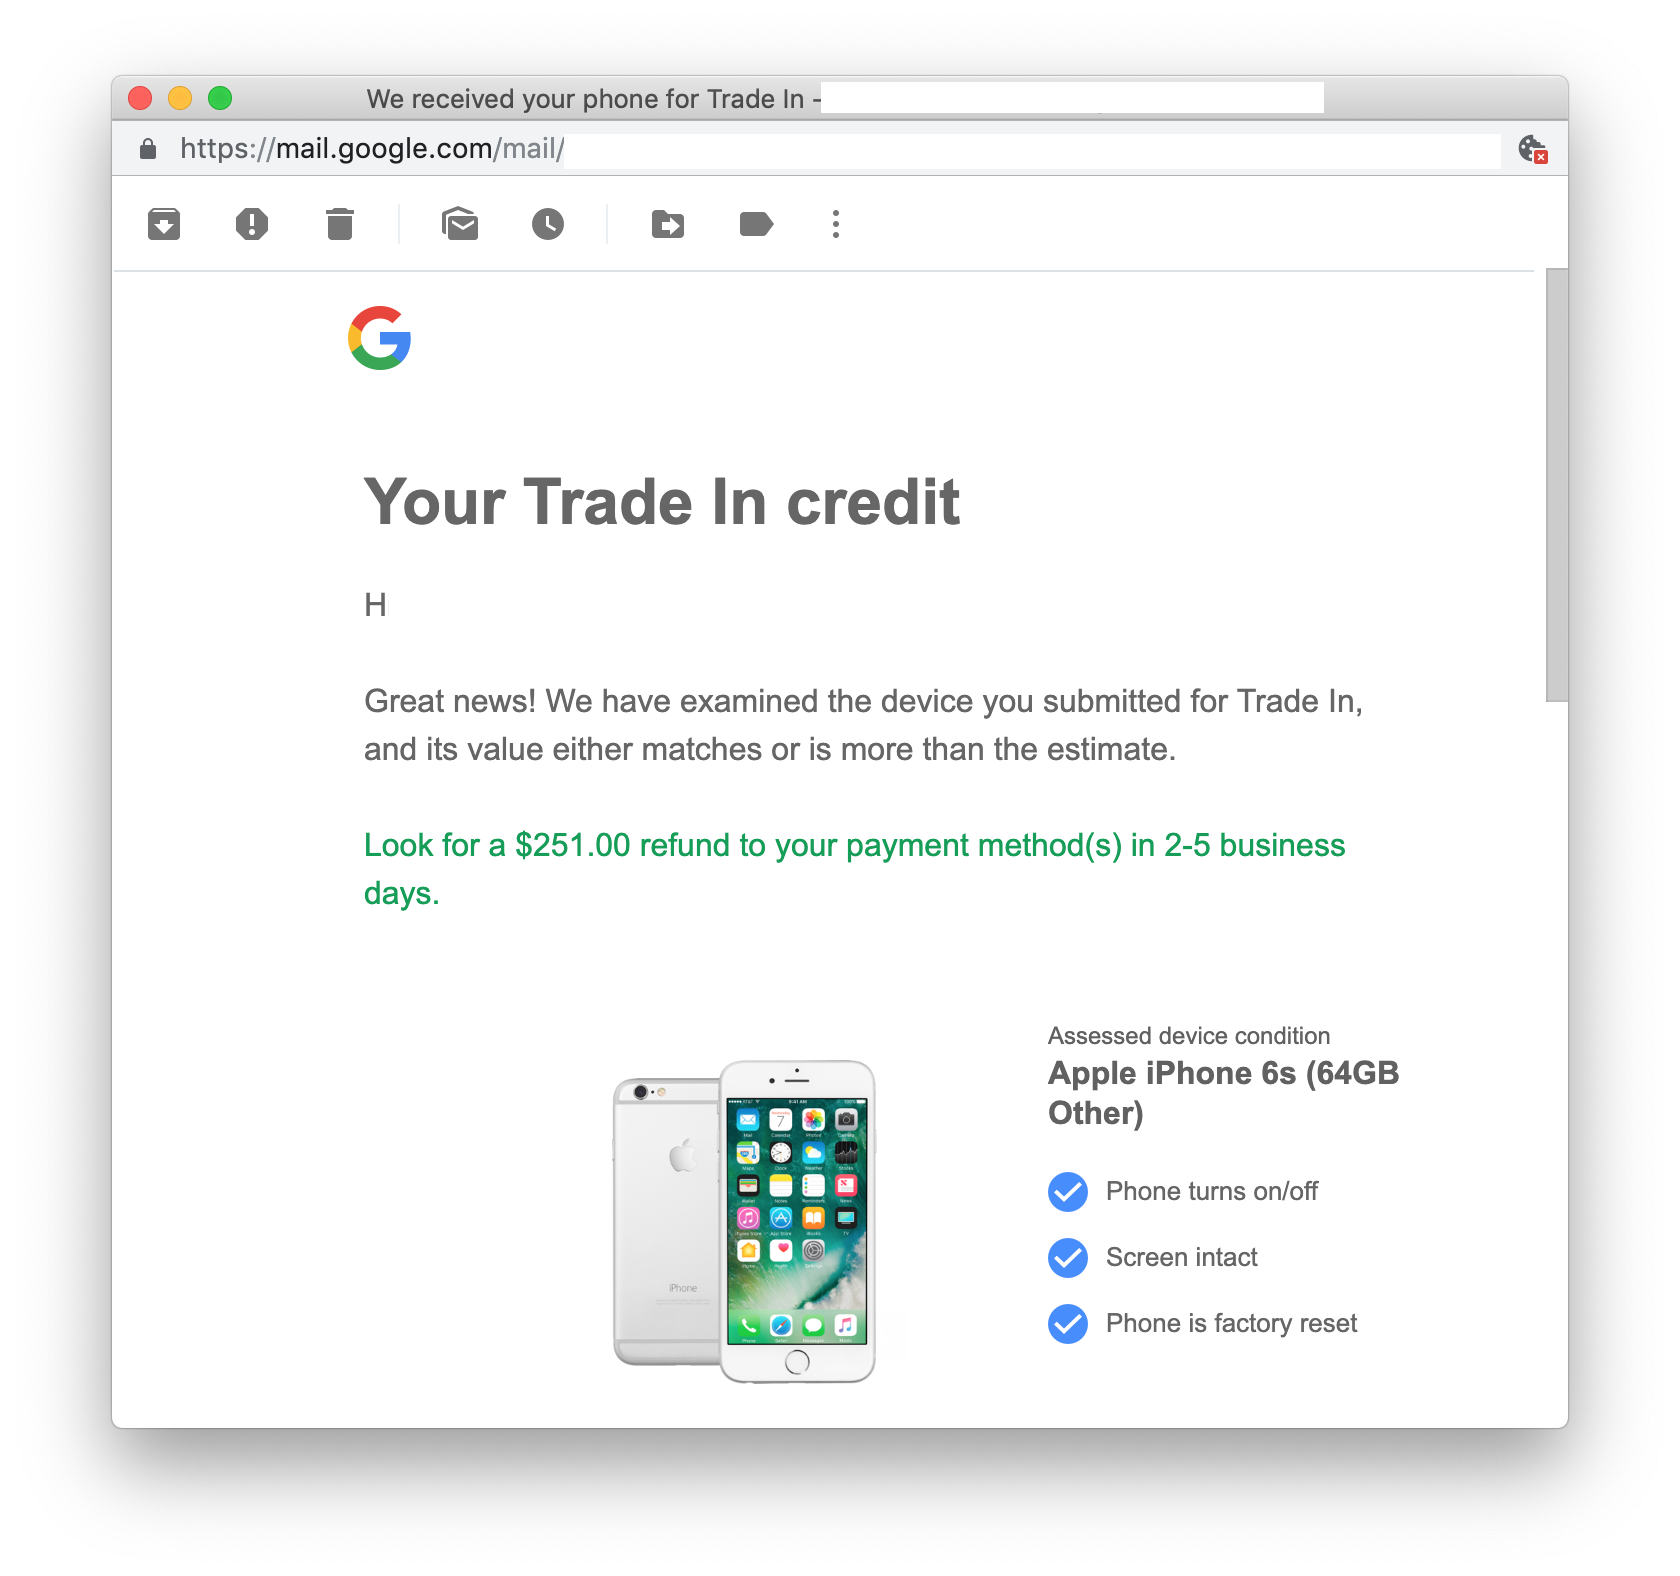 We received your phone for Trade In -
https://mail.google.com/mail/
Your Trade In credit
H
Great news! We have examined the device you submitted for Trade In,
and its value either matches or is more than the estimate.
Look for a $251.00 refund to your payment method(s) in 2-5 business
days.
Assessed device condition
Apple iPhone 6s (64GB
Other)
Phone turns on/off
Screen intact
Phone is factory reset
iPhone